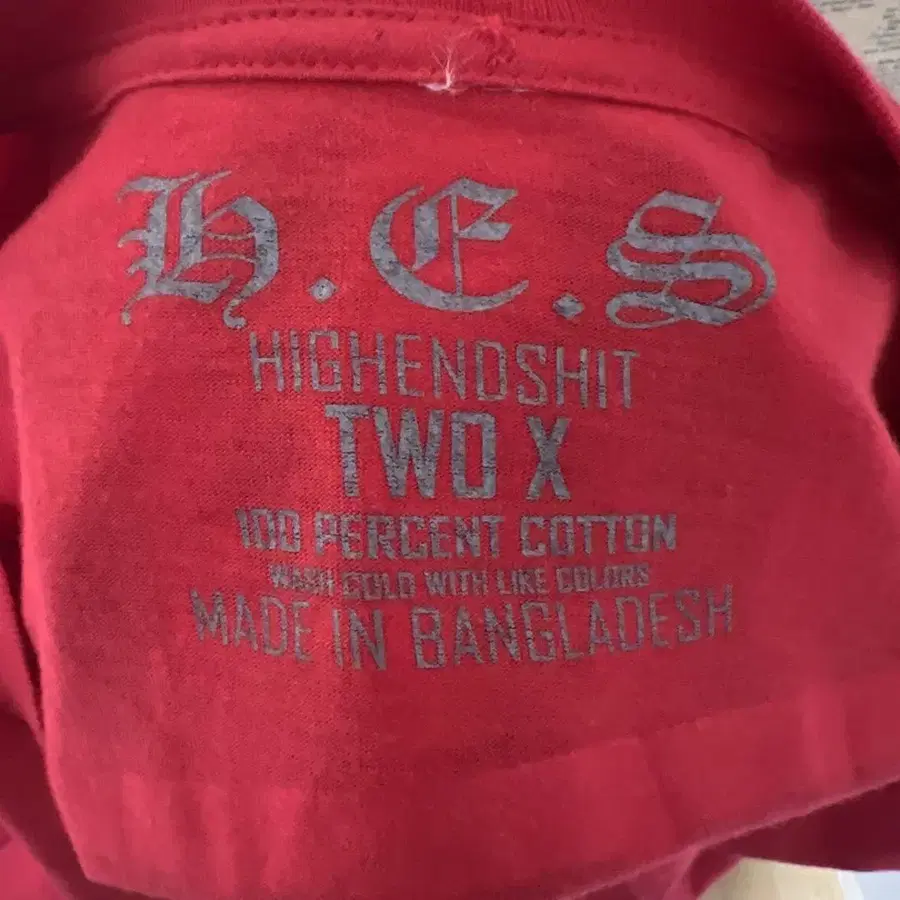 H.E.S
HIGHENDSHIT
TWO X
100 PERCENT COTTON
WASH COLD WITH LIKE COLORS
MADE IN BANGLADESH